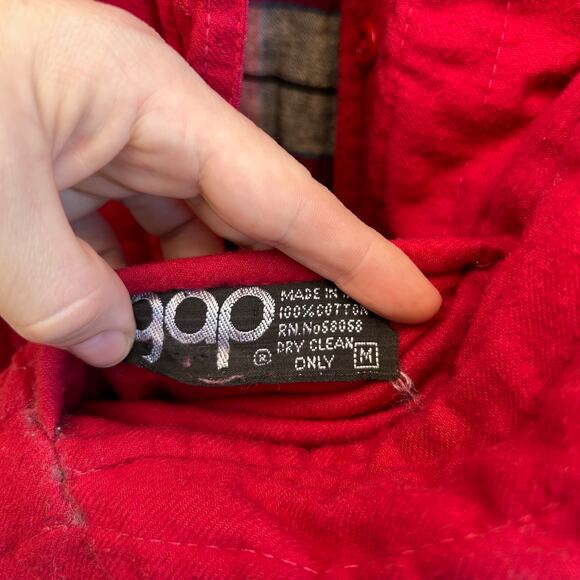 gap ®
MADE IN
100% COTTON
RN.No58058
DRY CLEAN
ONLY M